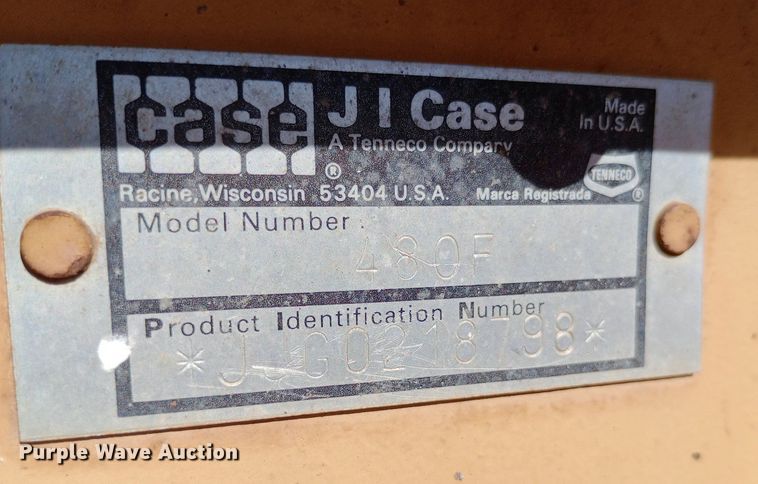 case
J I Case
Made
In U.S.A.
A Tenneco Company
TENNECO
Racine, Wisconsin 53404 U.S.A. Marca Registrada ®
Model Number
480F
Product Identification Number
*JJG0218798*
Purple Wave Auction